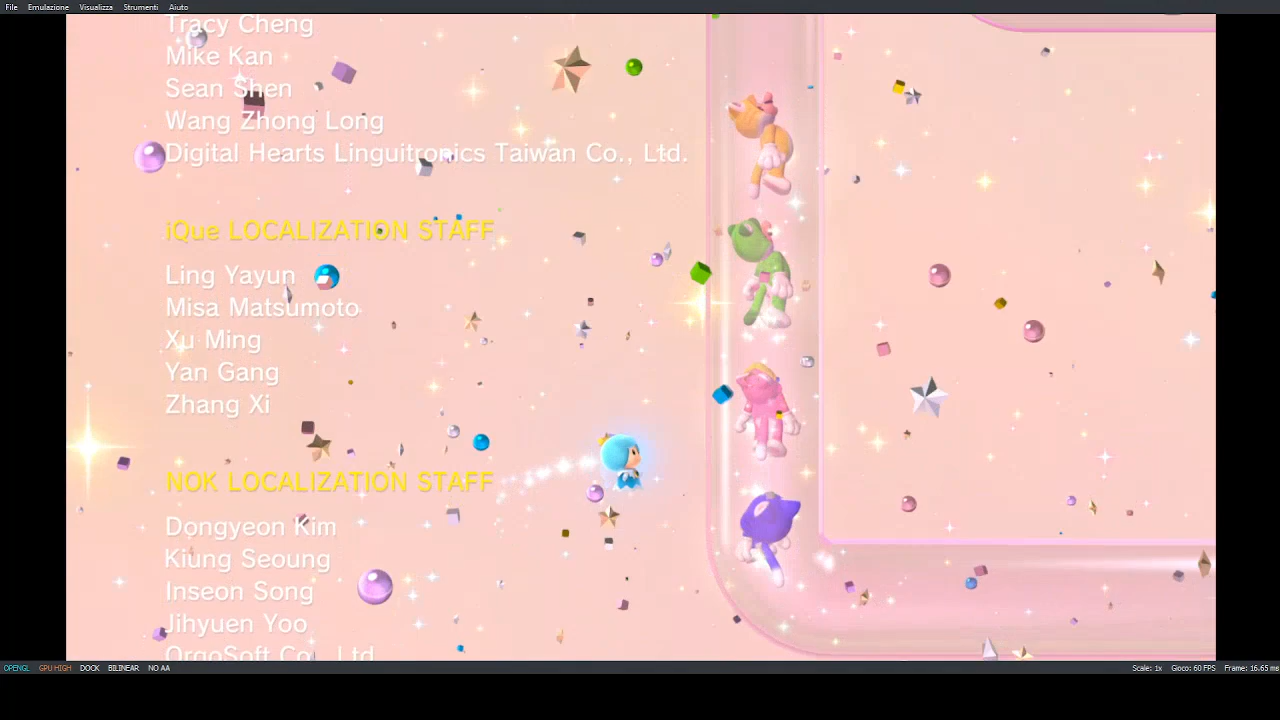 File Emulazione Visualizza Strumenti Aiuto
Tracy Cheng
Mike Kan
Sean Shen
Wang Zhong Long
Digital Hearts Linguitronics Taiwan Co., Ltd.
iQue LOCALIZATION STAFF
Ling Yayun
Misa Matsumoto
Xu Ming
Yan Gang
Zhang Xi
NOK LOCALIZATION STAFF
Dongyeon Kim
Kiung Seoung
Inseon Song
Jihyuen Yoo
OrgoSoft Co., Ltd.
OPENGL GPU HIGH DOCK BILINEAR NO AA Scale: 1x Gioco: 60 FPS Frame: 16.65 ms